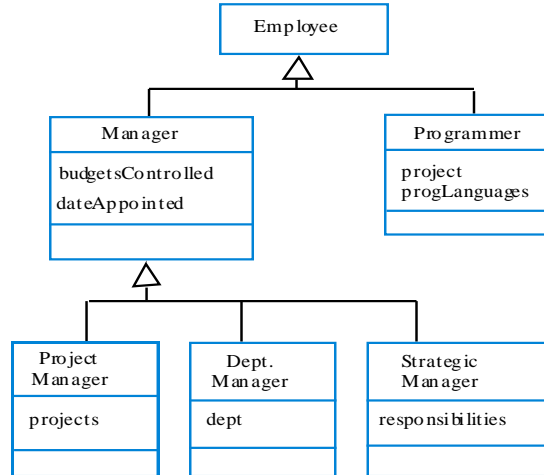 Employee
Manager
budgetsControlled
dateAppointed
Programmer
project
progLanguages
Project
Manager
projects
Dept.
Manager
dept
Strategic
Manager
responsibilities